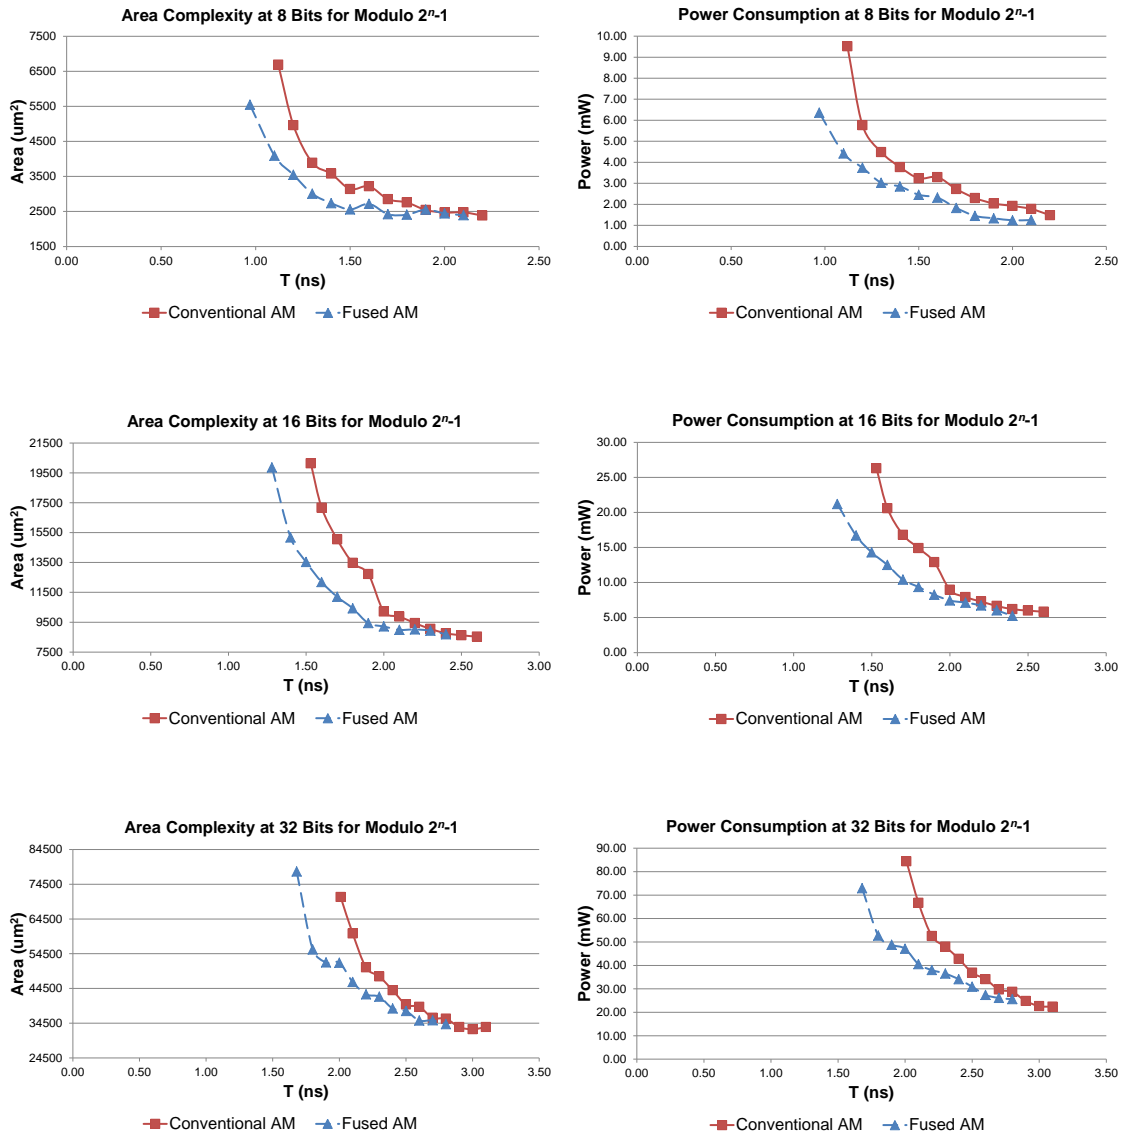 Area Complexity at 8 Bits for Modulo 2ⁿ-1
7500
6500
5500
4500
3500
2500
1500
Area (um²)
0.00 0.50 1.00 1.50 2.00 2.50
T (ns)
Conventional AM Fused AM
Power Consumption at 8 Bits for Modulo 2ⁿ-1
10.00
9.00
8.00
7.00
6.00
5.00
4.00
3.00
2.00
1.00
0.00
Power (mW)
0.00 0.50 1.00 1.50 2.00 2.50
T (ns)
Conventional AM Fused AM
Area Complexity at 16 Bits for Modulo 2ⁿ-1
21500
19500
17500
15500
13500
11500
9500
7500
Area (um²)
0.00 0.50 1.00 1.50 2.00 2.50 3.00
T (ns)
Conventional AM Fused AM
Power Consumption at 16 Bits for Modulo 2ⁿ-1
30.00
25.00
20.00
15.00
10.00
5.00
0.00
Power (mW)
0.00 0.50 1.00 1.50 2.00 2.50 3.00
T (ns)
Conventional AM Fused AM
Area Complexity at 32 Bits for Modulo 2ⁿ-1
84500
74500
64500
54500
44500
34500
24500
Area (um²)
0.00 0.50 1.00 1.50 2.00 2.50 3.00 3.50
T (ns)
Conventional AM Fused AM
Power Consumption at 32 Bits for Modulo 2ⁿ-1
90.00
80.00
70.00
60.00
50.00
40.00
30.00
20.00
10.00
0.00
Power (mW)
0.00 0.50 1.00 1.50 2.00 2.50 3.00 3.50
T (ns)
Conventional AM Fused AM